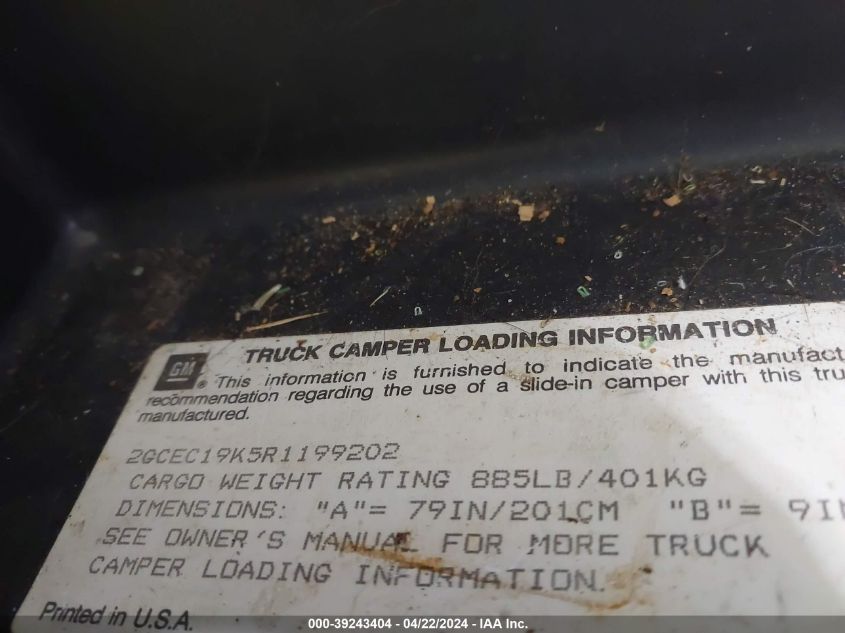 TRUCK CAMPER LOADING INFORMATION
GM
® This information is furnished to indicate the
recommendation regarding the use of a slide-in camper with this
manufactured.
2GCEC19K5R1199202
CARGO WEIGHT RATING 885LB/401KG
DIMENSIONS: "A"= 79IN/201CM "B"=
SEE OWNER'S MANUAL FOR MORE TRUCK
CAMPER LOADING INFORMATION.
Printed in U.S.A.
000-39243404 - 04/22/2024 - IAA Inc.